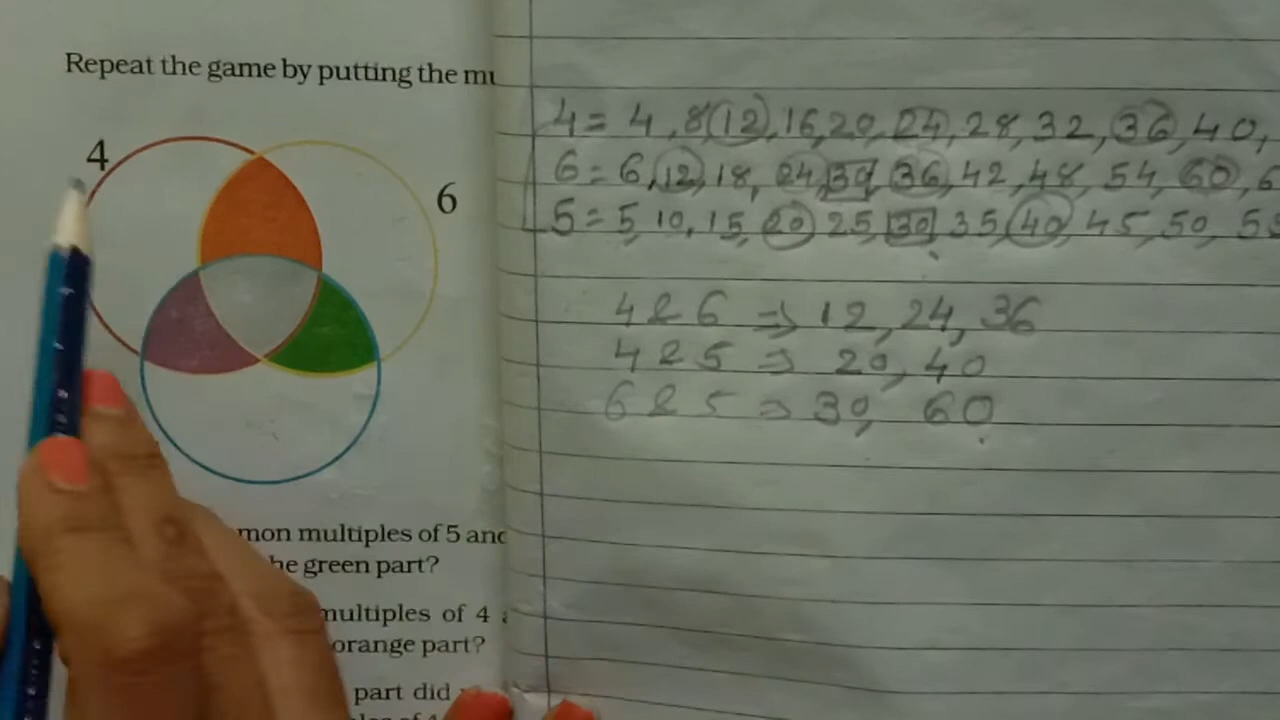 Repeat the game by putting the mu
4
6
mon multiples of 5 and
he green part?
multiples of 4
orange part?
part did
4 = 4, 8, 12, 16, 20, 24, 28, 32, 36, 40,
6 = 6, 12, 18, 24, 30, 36, 42, 48, 54, 60, 6
5 = 5, 10, 15, 20, 25, 30, 35, 40, 45, 50, 5
4 & 6 ⇒ 12, 24, 36
4 & 5 ⇒ 20, 40
6 & 5 ⇒ 30, 60